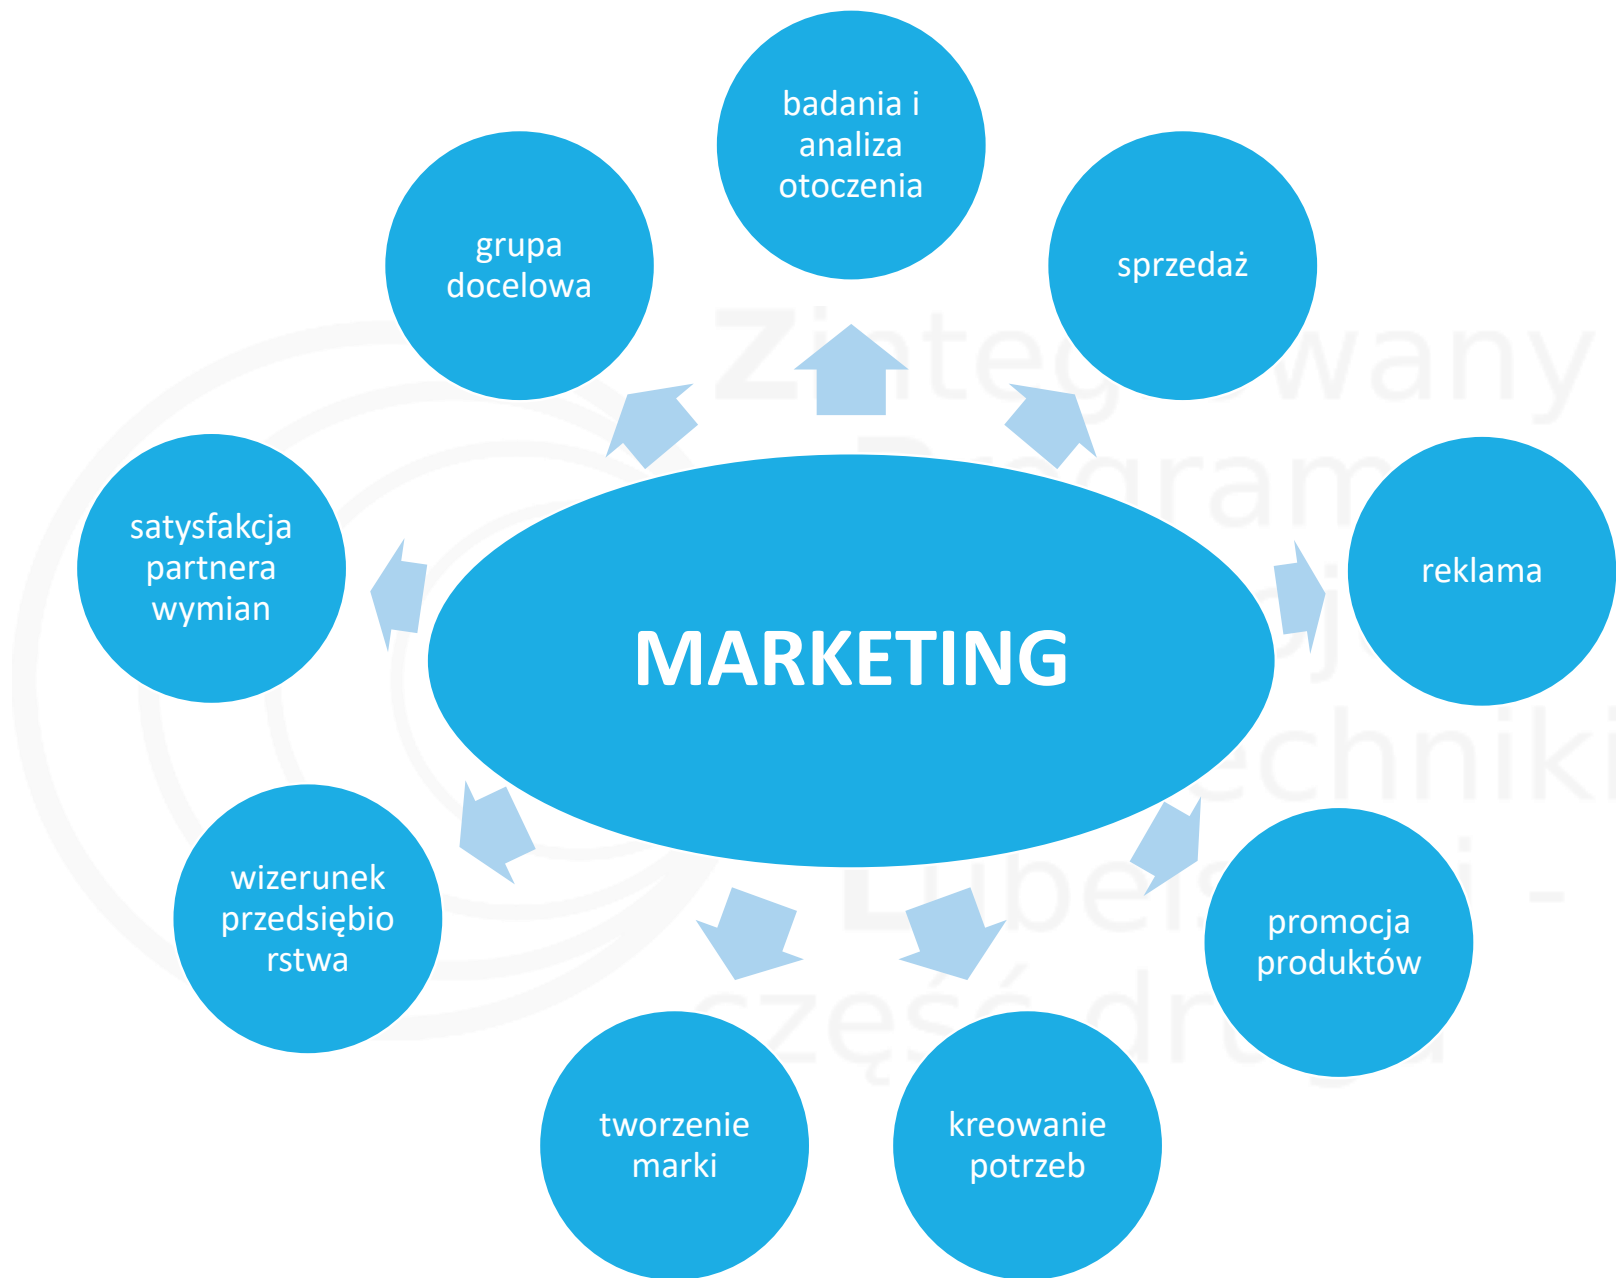 badania i
analiza
otoczenia
sprzedaż
reklama
promocja
produktów
kreowanie
potrzeb
tworzenie
marki
wizerunek
przedsiębio
rstwa
satysfakcja
partnera
wymian
grupa
docelowa
MARKETING